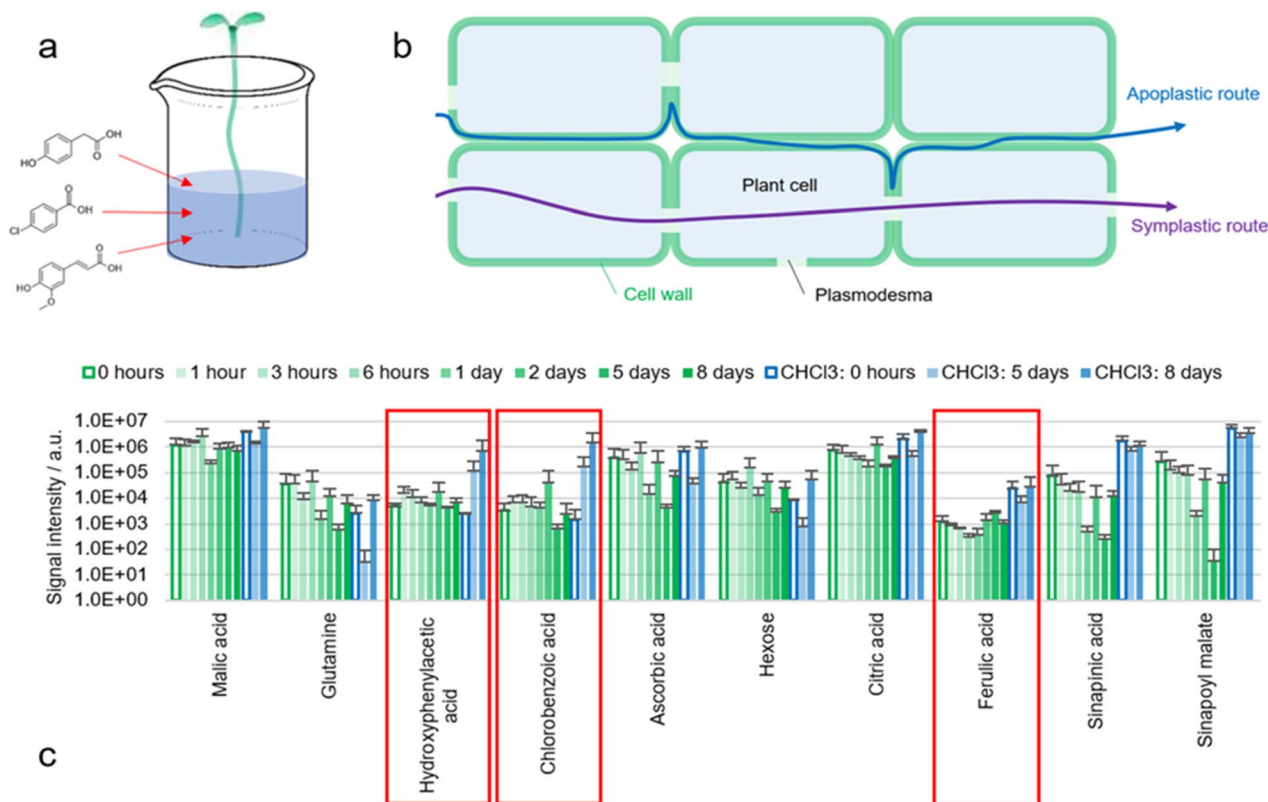 a
b
OH
O
HO
OH
O
Cl
O
OH
HO
O
Apoplastic route
Plant cell
Symplastic route
Cell wall
Plasmodesma
0 hours 1 hour 3 hours 6 hours 1 day 2 days 5 days 8 days CHCl3: 0 hours CHCl3: 5 days CHCl3: 8 days
Signal intensity / a.u.
1.0E+07
1.0E+06
1.0E+05
1.0E+04
1.0E+03
1.0E+02
1.0E+01
1.0E+00
Malic acid
Glutamine
Hydroxyphenylacetic
acid
Chlorobenzoic acid
Ascorbic acid
Hexose
Citric acid
Ferulic acid
Sinapinic acid
Sinapoyl malate
c